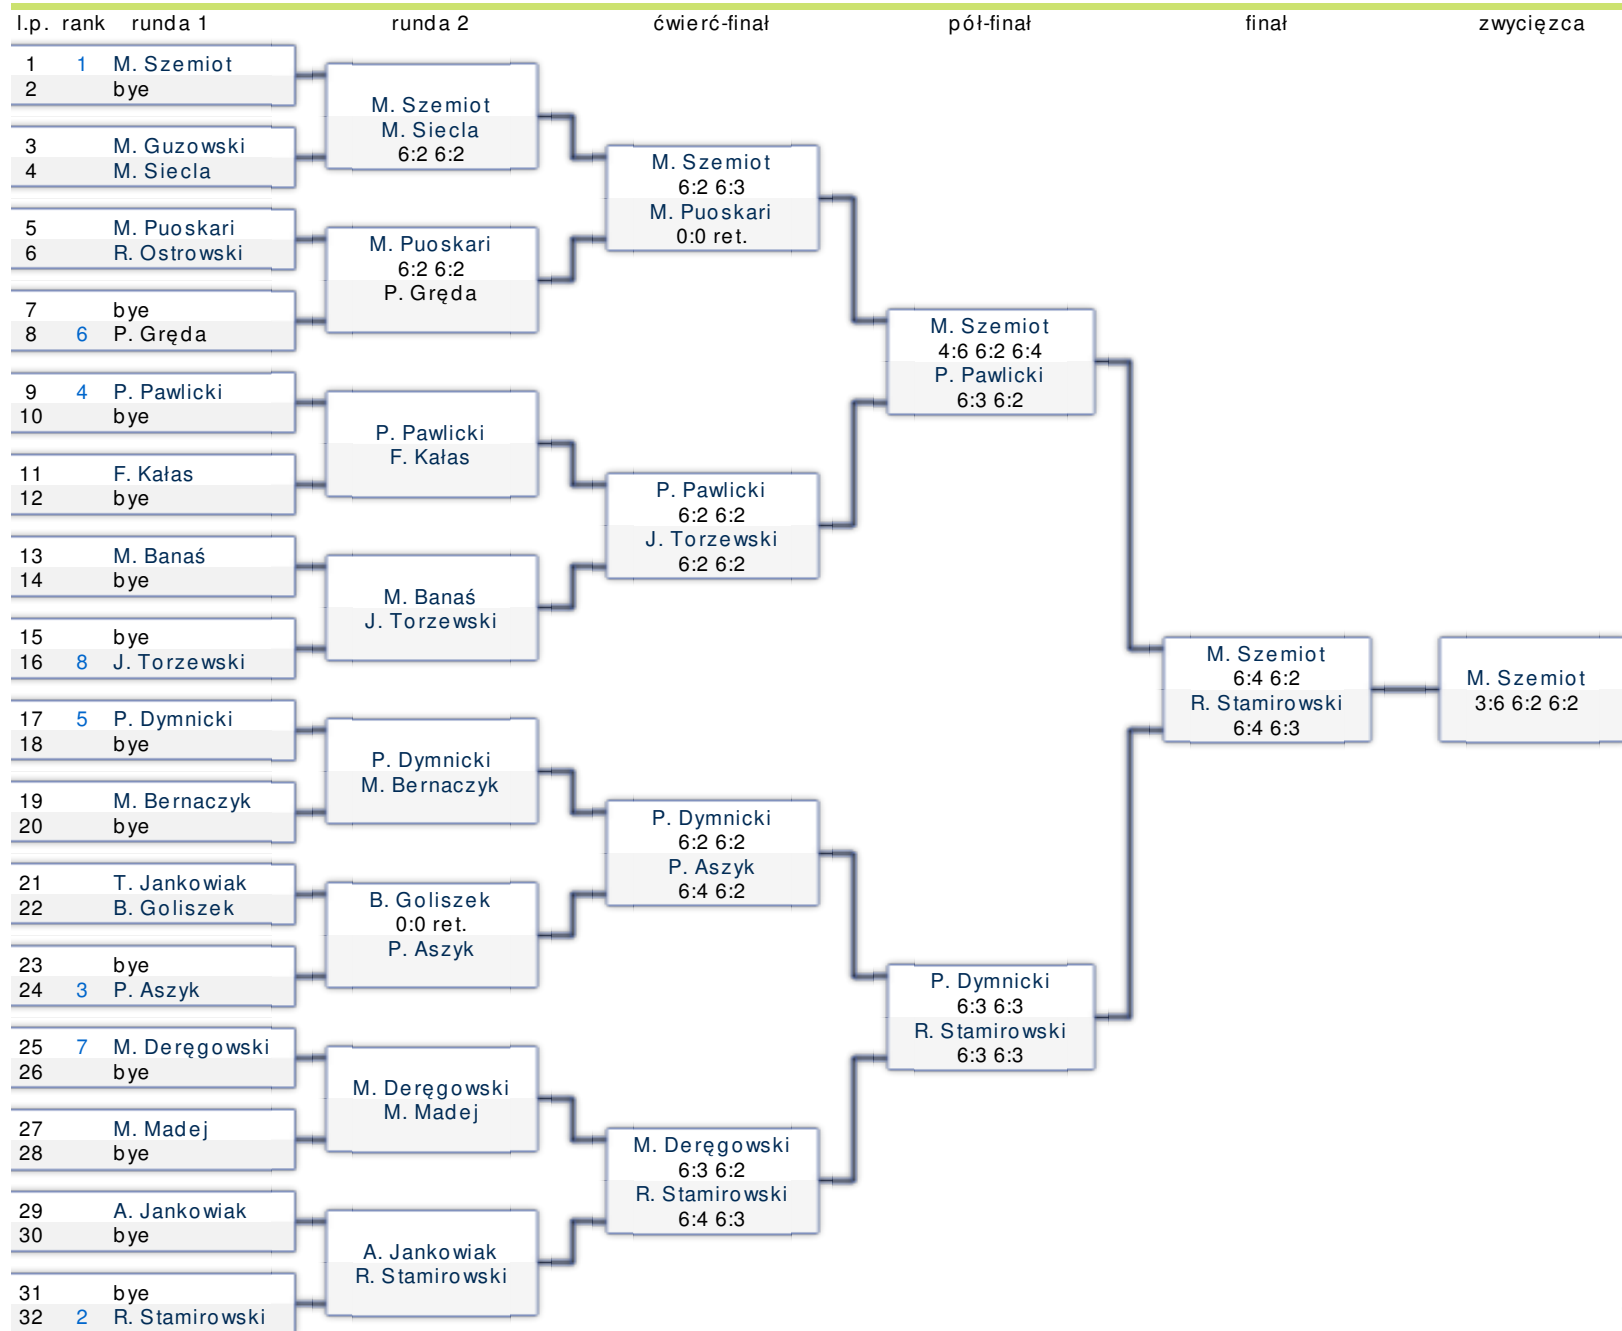 l.p. rank runda 1 runda 2 ćwierć-finał pół-finał finał zwycięzca
1 1 M. Szemiot
2 bye
3 M. Guzowski
4 M. Siecla
5 M. Puoskari
6 R. Ostrowski
7 bye
8 6 P. Gręda
9 4 P. Pawlicki
10 bye
11 F. Kałas
12 bye
13 M. Banaś
14 bye
15 bye
16 8 J. Torzewski
17 5 P. Dymnicki
18 bye
19 M. Bernaczyk
20 bye
21 T. Jankowiak
22 B. Goliszek
23 bye
24 3 P. Aszyk
25 7 M. Deręgowski
26 bye
27 M. Madej
28 bye
29 A. Jankowiak
30 bye
31 bye
32 2 R. Stamirowski
M. Szemiot
M. Siecla
6:2 6:2
M. Puoskari
6:2 6:2
P. Gręda
P. Pawlicki
F. Kałas
M. Banaś
J. Torzewski
P. Dymnicki
M. Bernaczyk
B. Goliszek
0:0 ret.
P. Aszyk
M. Deręgowski
M. Madej
A. Jankowiak
R. Stamirowski
M. Szemiot
6:2 6:3
M. Puoskari
0:0 ret.
P. Pawlicki
6:2 6:2
J. Torzewski
6:2 6:2
P. Dymnicki
6:2 6:2
P. Aszyk
6:4 6:2
M. Deręgowski
6:3 6:2
R. Stamirowski
6:4 6:3
M. Szemiot
4:6 6:2 6:4
P. Pawlicki
6:3 6:2
P. Dymnicki
6:3 6:3
R. Stamirowski
6:3 6:3
M. Szemiot
6:4 6:2
R. Stamirowski
6:4 6:3
M. Szemiot
3:6 6:2 6:2